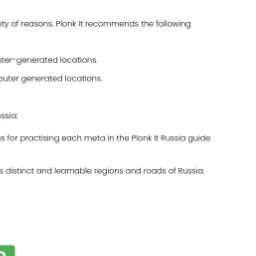 ty of reasons. Plonk It recommends the following
ter-generated locations.
puter generated locations.
ssia:
s for practising each meta in the Plonk It Russia guide
s distinct and learnable regions and roads of Russia.